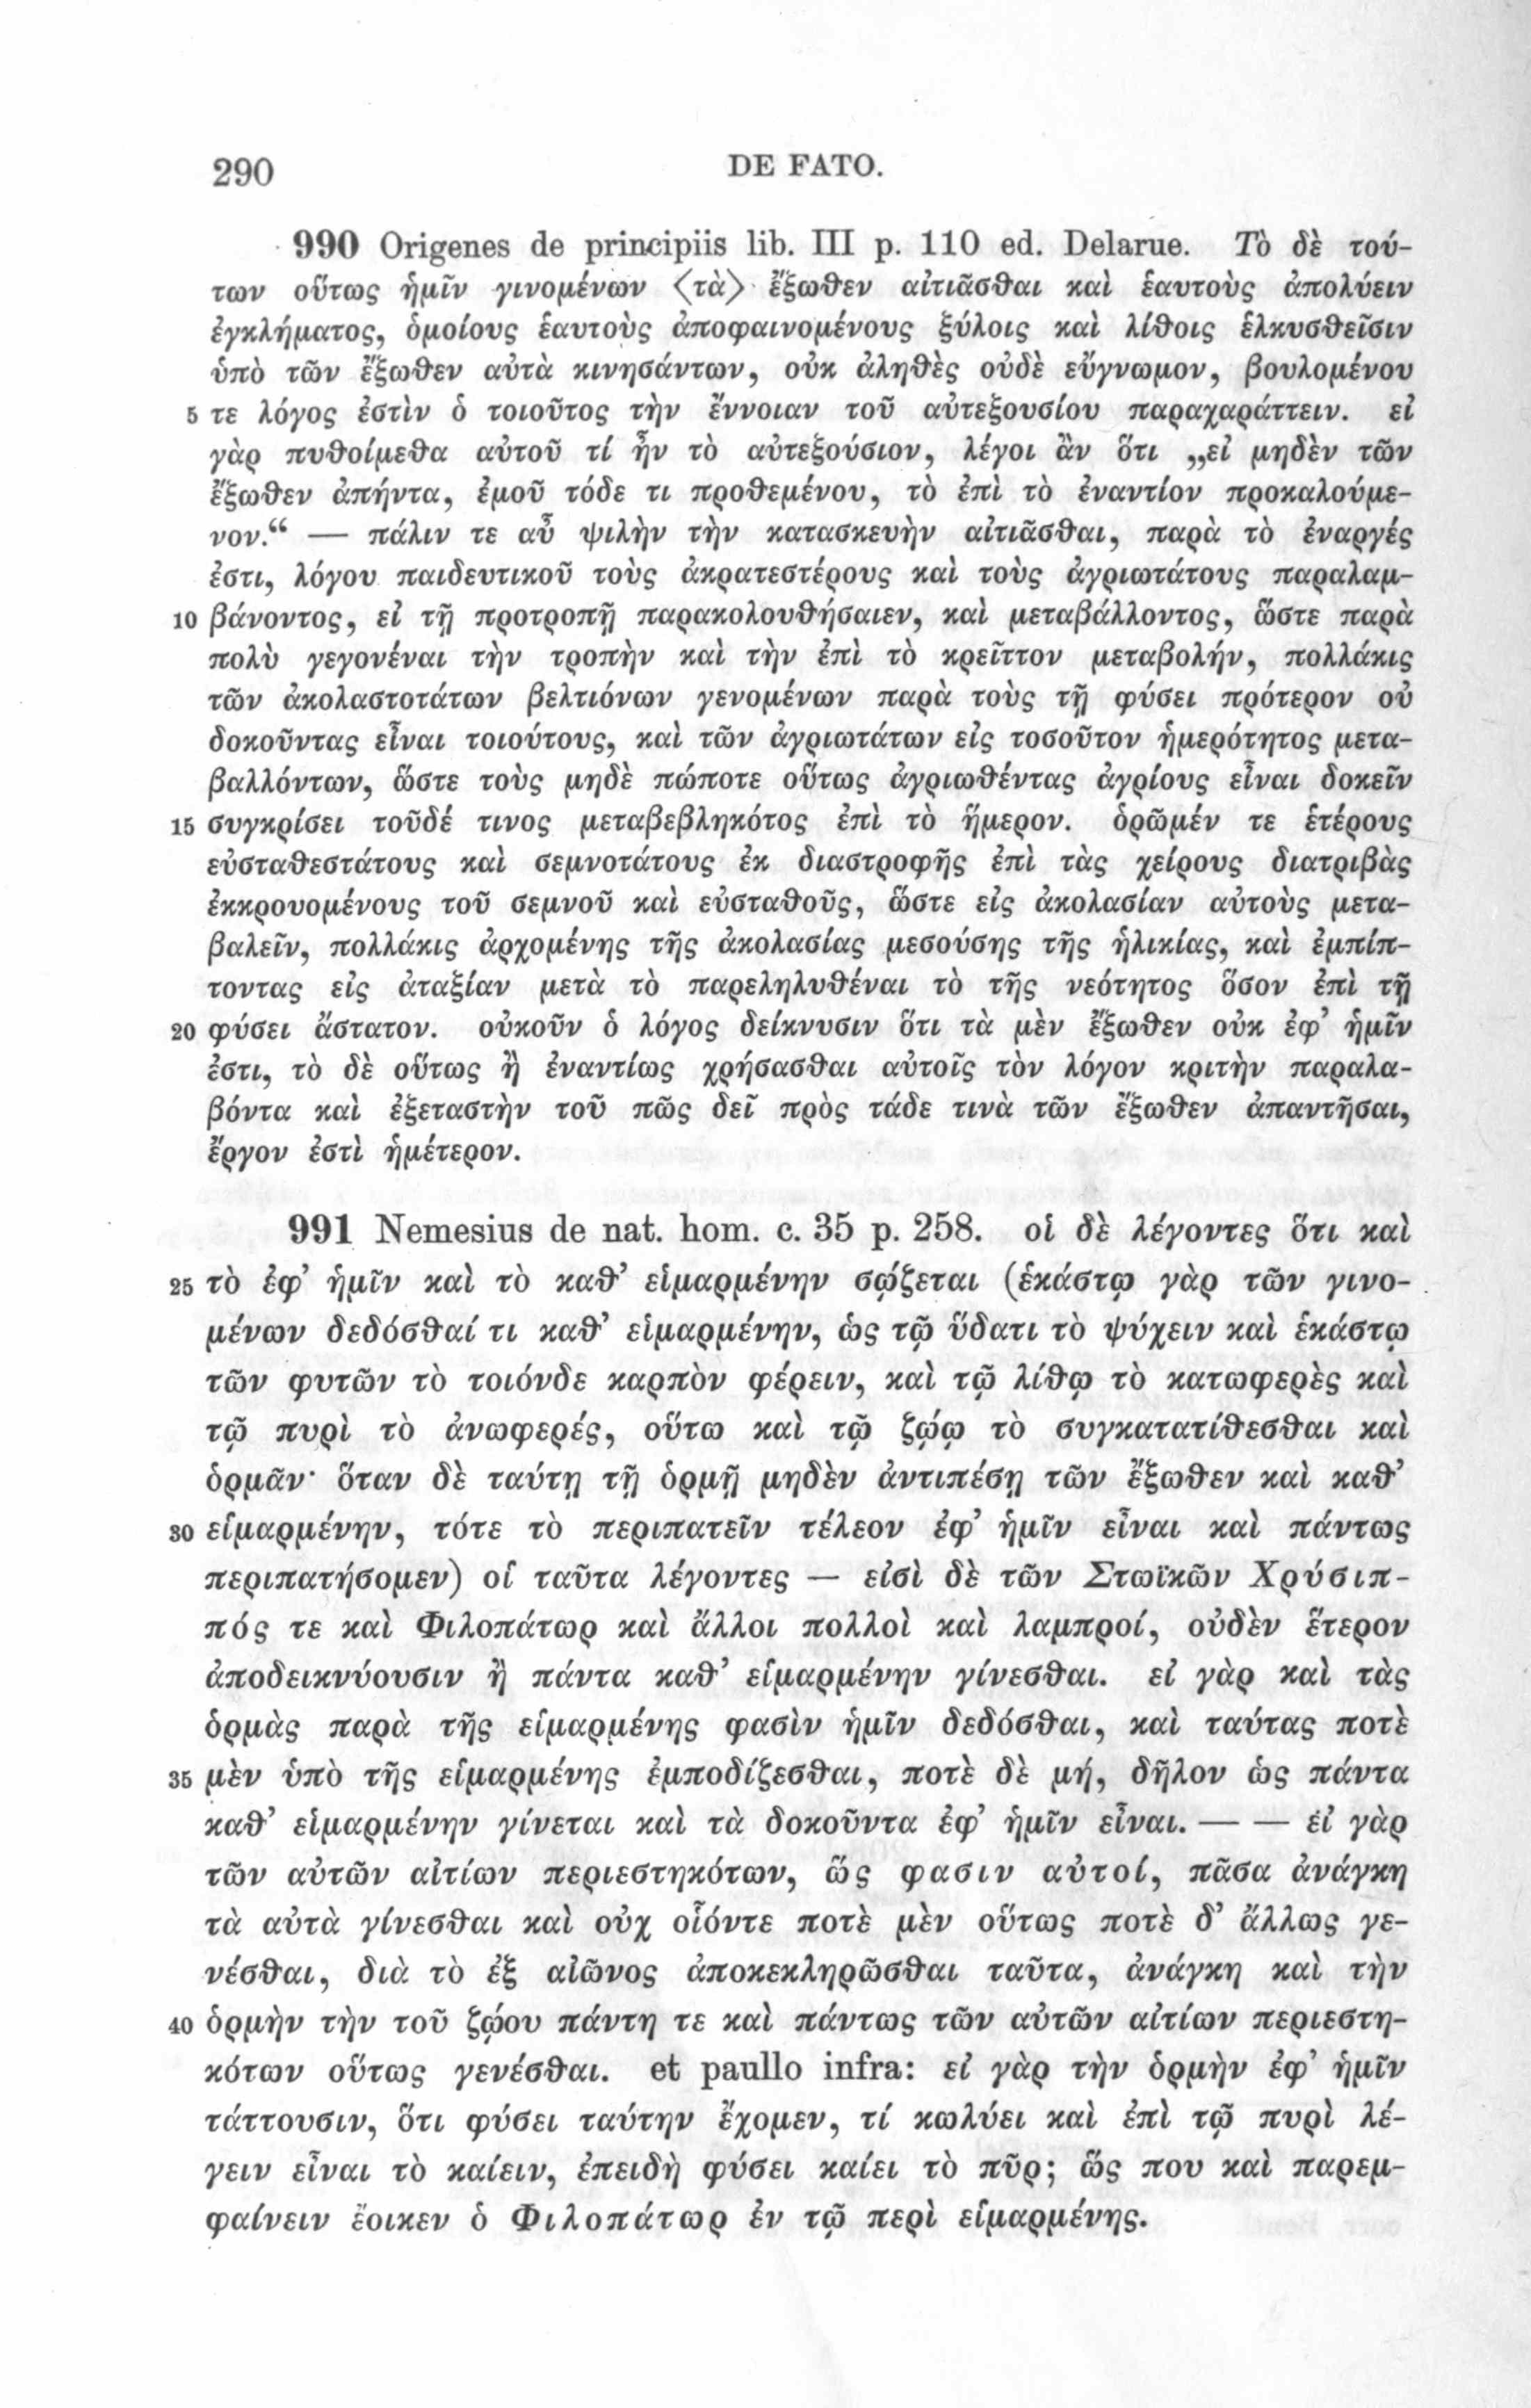 290
DE FATO.
990 Origenes de principiis lib. III p. 110 ed. Delarue. Τὸ δὲ τού-
των οὕτως ἡμῖν γινομένων ⟨τὰ⟩ ἔξωθεν αἰτιᾶσθαι καὶ ἑαυτοὺς ἀπολύειν
ἐγκλήματος, ὁμοίους ἑαυτοὺς ἀποφαινομένους ξύλοις καὶ λίθοις ἑλκυσθεῖσιν
ὑπὸ τῶν ἔξωθεν αὐτὰ κινησάντων, οὐκ ἀληθὲς οὐδὲ εὔγνωμον, βουλομένου
5 τε λόγος ἐστὶν ὁ τοιοῦτος τὴν ἔννοιαν τοῦ αὐτεξουσίου παραχαράττειν. εἰ
γὰρ πυθοίμεθα αὐτοῦ τί ἦν τὸ αὐτεξούσιον, λέγοι ἂν ὅτι „εἰ μηδὲν τῶν
ἔξωθεν ἀπήντα, ἐμοῦ τόδε τι προθεμένου, τὸ ἐπὶ τὸ ἐναντίον προκαλούμε-
νον.“ — πάλιν τε αὖ ψιλὴν τὴν κατασκευὴν αἰτιᾶσθαι, παρὰ τὸ ἐναργές
ἐστι, λόγου παιδευτικοῦ τοὺς ἀκρατεστέρους καὶ τοὺς ἀγριωτάτους παραλαμ-
10 βάνοντος, εἰ τῇ προτροπῇ παρακολουθήσαιεν, καὶ μεταβάλλοντος, ὥστε παρὰ
πολὺ γεγονέναι τὴν τροπὴν καὶ τὴν ἐπὶ τὸ κρεῖττον μεταβολήν, πολλάκις
τῶν ἀκολαστοτάτων βελτιόνων γενομένων παρὰ τοὺς τῇ φύσει πρότερον οὐ
δοκοῦντας εἶναι τοιούτους, καὶ τῶν ἀγριωτάτων εἰς τοσοῦτον ἡμερότητος μετα-
βαλλόντων, ὥστε τοὺς μηδὲ πώποτε οὕτως ἀγριωθέντας ἀγρίους εἶναι δοκεῖν
15 συγκρίσει τοῦδέ τινος μεταβεβληκότος ἐπὶ τὸ ἥμερον. ὁρῶμέν τε ἑτέρους
εὐσταθεστάτους καὶ σεμνοτάτους ἐκ διαστροφῆς ἐπὶ τὰς χείρους διατριβὰς
ἐκκρουομένους τοῦ σεμνοῦ καὶ εὐσταθοῦς, ὥστε εἰς ἀκολασίαν αὐτοὺς μετα-
βαλεῖν, πολλάκις ἀρχομένης τῆς ἀκολασίας μεσούσης τῆς ἡλικίας, καὶ ἐμπίπ-
τοντας εἰς ἀταξίαν μετὰ τὸ παρεληλυθέναι τὸ τῆς νεότητος ὅσον ἐπὶ τῇ
20 φύσει ἄστατον. οὐκοῦν ὁ λόγος δείκνυσιν ὅτι τὰ μὲν ἔξωθεν οὐκ ἐφ’ ἡμῖν
ἐστι, τὸ δὲ οὕτως ἢ ἐναντίως χρήσασθαι αὐτοῖς τὸν λόγον κριτὴν παραλα-
βόντα καὶ ἐξεταστὴν τοῦ πῶς δεῖ πρὸς τάδε τινὰ τῶν ἔξωθεν ἀπαντῆσαι,
ἔργον ἐστὶ ἡμέτερον.
991 Nemesius de nat. hom. c. 35 p. 258. οἱ δὲ λέγοντες ὅτι καὶ
25 τὸ ἐφ’ ἡμῖν καὶ τὸ καθ’ εἱμαρμένην σῴζεται (ἑκάστῳ γὰρ τῶν γινο-
μένων δεδόσθαί τι καθ’ εἱμαρμένην, ὡς τῷ ὕδατι τὸ ψύχειν καὶ ἑκάστῳ
τῶν φυτῶν τὸ τοιόνδε καρπὸν φέρειν, καὶ τῷ λίθῳ τὸ κατωφερὲς καὶ
τῷ πυρὶ τὸ ἀνωφερές, οὕτω καὶ τῷ ζῴῳ τὸ συγκατατίθεσθαι καὶ
ὁρμᾶν· ὅταν δὲ ταύτῃ τῇ ὁρμῇ μηδὲν ἀντιπέσῃ τῶν ἔξωθεν καὶ καθ’
30 εἱμαρμένην, τότε τὸ περιπατεῖν τέλεον ἐφ’ ἡμῖν εἶναι καὶ πάντως
περιπατήσομεν) οἱ ταῦτα λέγοντες — εἰσὶ δὲ τῶν Στωϊκῶν Χρύσιπ-
πός τε καὶ Φιλοπάτωρ καὶ ἄλλοι πολλοὶ καὶ λαμπροί, οὐδὲν ἕτερον
ἀποδεικνύουσιν ἢ πάντα καθ’ εἱμαρμένην γίνεσθαι. εἰ γὰρ καὶ τὰς
ὁρμὰς παρὰ τῆς εἱμαρμένης φασὶν ἡμῖν δεδόσθαι, καὶ ταύτας ποτὲ
35 μὲν ὑπὸ τῆς εἱμαρμένης ἐμποδίζεσθαι, ποτὲ δὲ μή, δῆλον ὡς πάντα
καθ’ εἱμαρμένην γίνεται καὶ τὰ δοκοῦντα ἐφ’ ἡμῖν εἶναι. — — εἰ γὰρ
τῶν αὐτῶν αἰτίων περιεστηκότων, ὥς φασιν αὐτοί, πᾶσα ἀνάγκη
τὰ αὐτὰ γίνεσθαι καὶ οὐχ οἷόντε ποτὲ μὲν οὕτως ποτὲ δ’ ἄλλως γε-
νέσθαι, διὰ τὸ ἐξ αἰῶνος ἀποκεκληρῶσθαι ταῦτα, ἀνάγκη καὶ τὴν
40 ὁρμὴν τὴν τοῦ ζῴου πάντη τε καὶ πάντως τῶν αὐτῶν αἰτίων περιεστη-
κότων οὕτως γενέσθαι. et paullo infra: εἰ γὰρ τὴν ὁρμὴν ἐφ’ ἡμῖν
τάττουσιν, ὅτι φύσει ταύτην ἔχομεν, τί κωλύει καὶ ἐπὶ τῷ πυρὶ λέ-
γειν εἶναι τὸ καίειν, ἐπειδὴ φύσει καίει τὸ πῦρ; ὥς που καὶ παρεμ-
φαίνειν ἔοικεν ὁ Φιλοπάτωρ ἐν τῷ περὶ εἱμαρμένης.